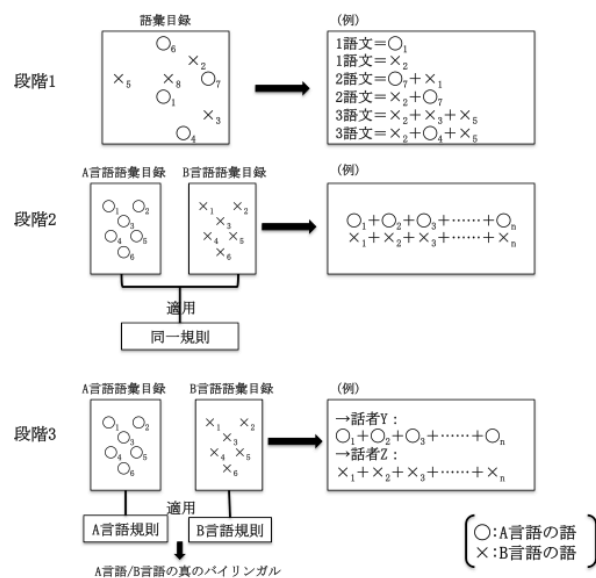 語彙目録
(例)
段階1
○6
×2
×5
×8
○7
○1
×3
○4
1語文=○1
1語文=×2
2語文=○7+×1
2語文=×2+○7
3語文=×2+×3+×5
3語文=×2+○4+×5
A言語語彙目録
B言語語彙目録
(例)
段階2
○1 ○2
○3
○4 ○5
○6
×1 ×2
×3
×4 ×5
×6
○1+○2+○3+……+○n
×1+×2+×3+……+×n
適用
同一規則
A言語語彙目録
B言語語彙目録
(例)
段階3
○1 ○2
○3
○4 ○5
○6
×1 ×2
×3
×4 ×5
×6
→話者Y:
○1+○2+○3+……+○n
→話者Z:
×1+×2+×3+……+×n
適用
A言語規則
B言語規則
A言語/B言語の真のバイリンガル
○:A言語の語
×:B言語の語